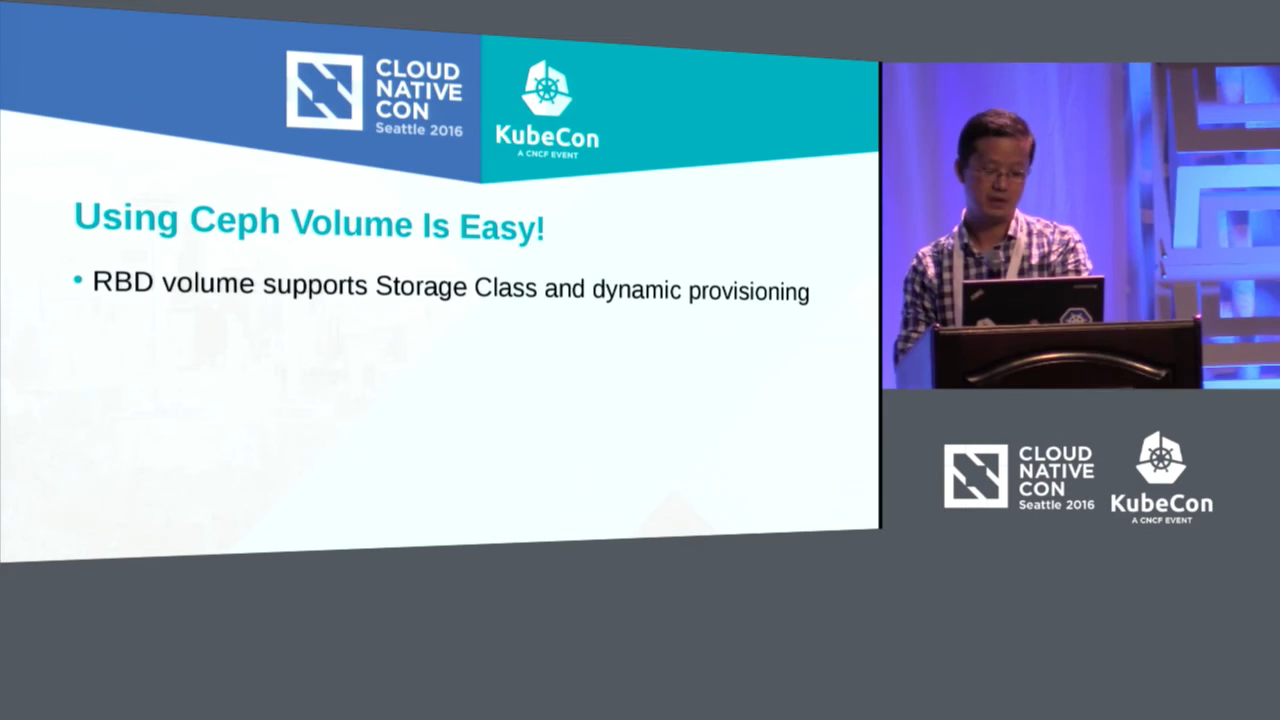 CLOUD
NATIVE
CON
Seattle 2016
KubeCon
A CNCF EVENT
Using Ceph Volume Is Easy!
• RBD volume supports Storage Class and dynamic provisioning
CLOUD
NATIVE
CON
Seattle 2016
KubeCon
A CNCF EVENT